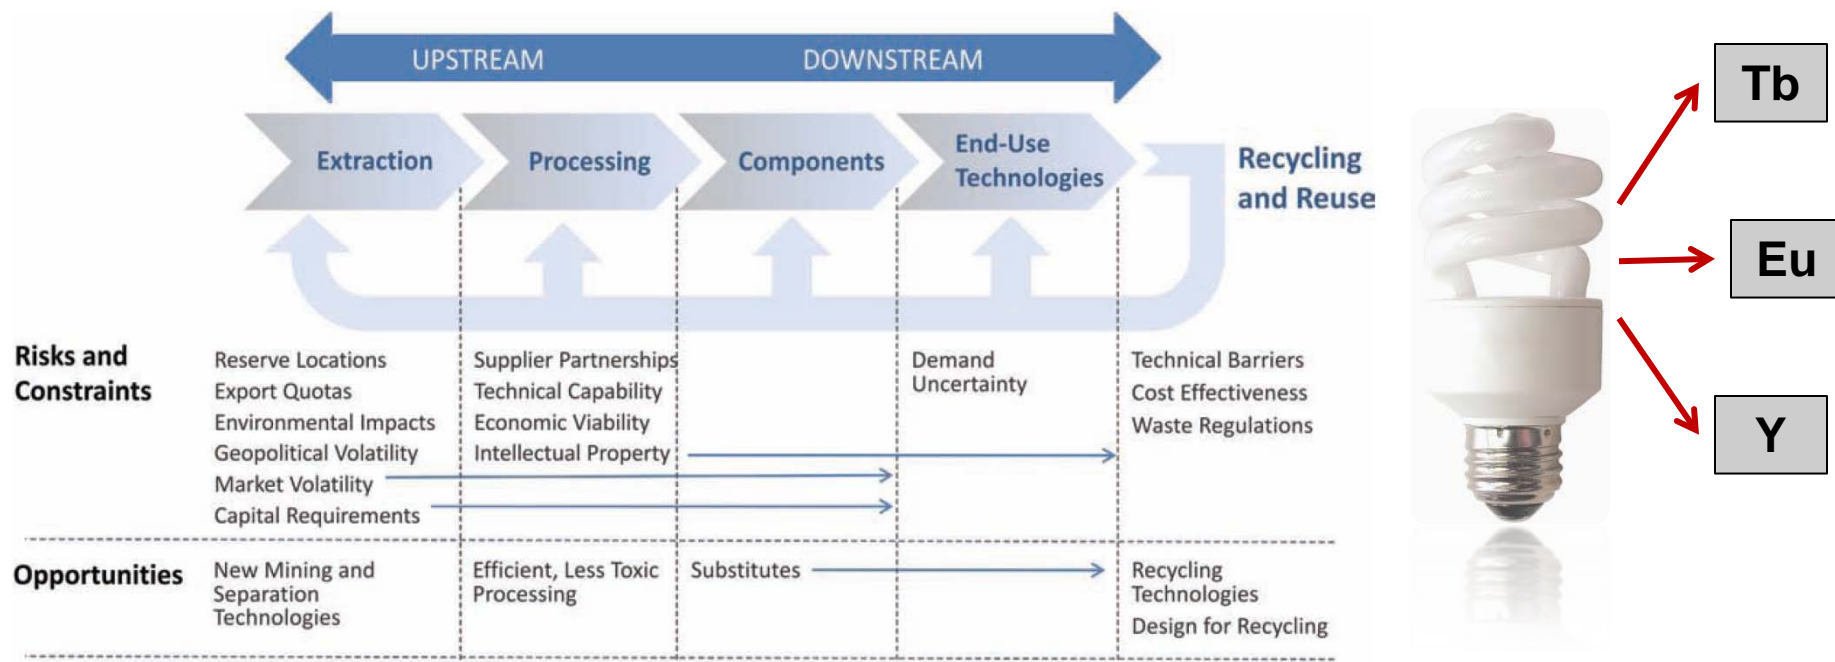 UPSTREAM DOWNSTREAM
Extraction
Processing
Components
End-Use
Technologies
Recycling
and Reuse
Risks and
Constraints
Reserve Locations
Export Quotas
Environmental Impacts
Geopolitical Volatility
Market Volatility
Capital Requirements
Supplier Partnerships
Technical Capability
Economic Viability
Intellectual Property
Demand
Uncertainty
Technical Barriers
Cost Effectiveness
Waste Regulations
Opportunities
New Mining and
Separation
Technologies
Efficient, Less Toxic
Processing
Substitutes
Recycling
Technologies
Design for Recycling
Tb
Eu
Y